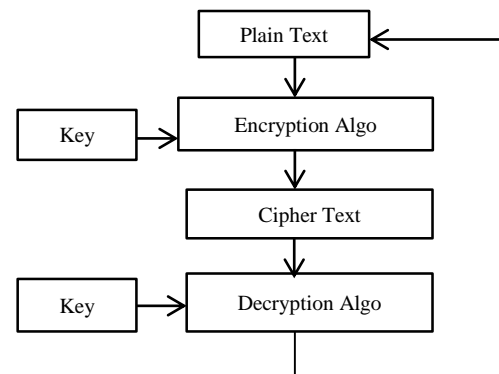 Plain Text
Key
Encryption Algo
Cipher Text
Key
Decryption Algo